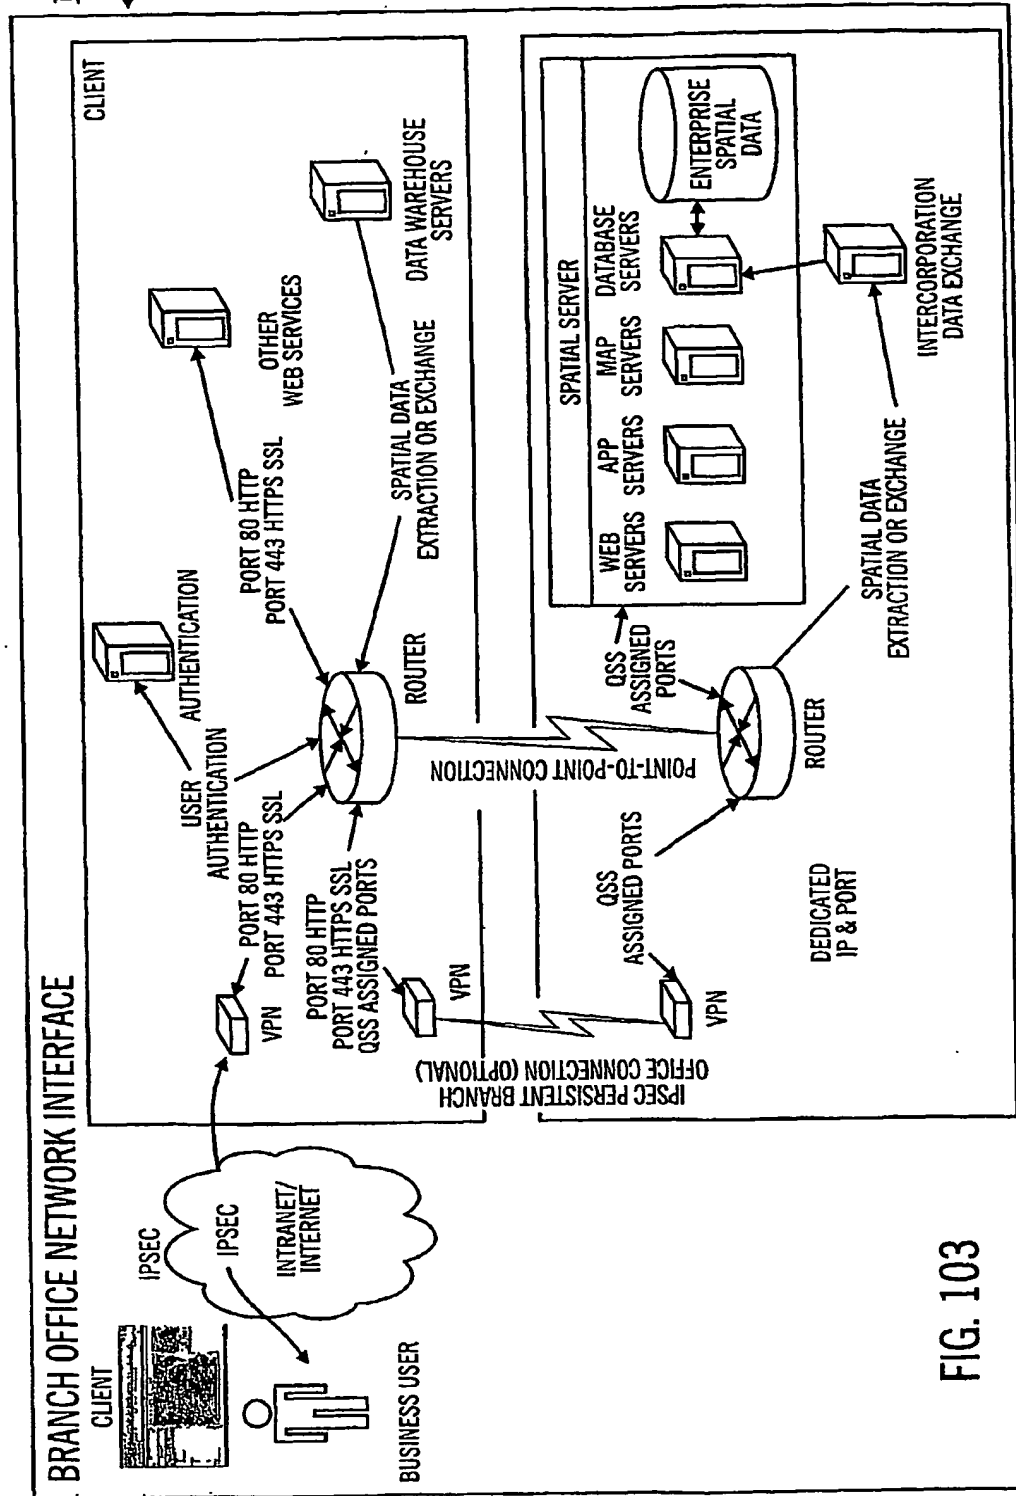 BRANCH OFFICE NETWORK INTERFACE
CLIENT
BUSINESS USER
IPSEC
IPSEC
INTRANET/
INTERNET
CLIENT
VPN
PORT 80 HTTP
PORT 443 HTTPS SSL
USER
AUTHENTICATION
AUTHENTICATION
PORT 80 HTTP
PORT 443 HTTPS SSL
OTHER
WEB SERVICES
PORT 80 HTTP
PORT 443 HTTPS SSL
QSS ASSIGNED PORTS
VPN
ROUTER
SPATIAL DATA
EXTRACTION OR EXCHANGE
DATA WAREHOUSE
SERVERS
IPSEC PERSISTENT BRANCH
OFFICE CONNECTION (OPTIONAL)
POINT-TO-POINT CONNECTION
VPN
QSS
ASSIGNED PORTS
DEDICATED
IP & PORT
ROUTER
QSS
ASSIGNED
PORTS
SPATIAL SERVER
WEB
SERVERS
APP
SERVERS
MAP
SERVERS
DATABASE
SERVERS
ENTERPRISE
SPATIAL
DATA
SPATIAL DATA
EXTRACTION OR EXCHANGE
INTERCORPORATION
DATA EXCHANGE
FIG. 103